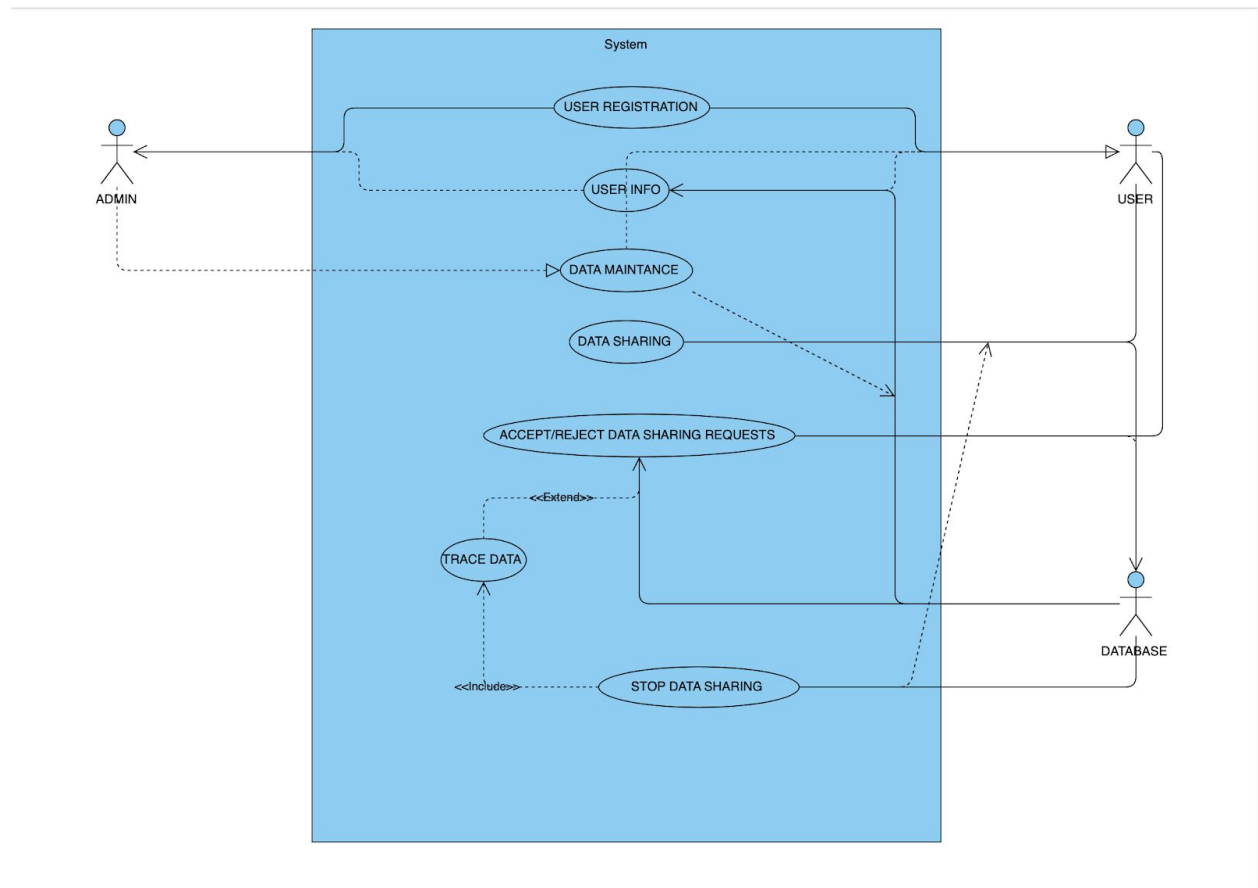 System
USER REGISTRATION
ADMIN
USER INFO
USER
DATA MAINTANCE
DATA SHARING
ACCEPT/REJECT DATA SHARING REQUESTS
<<Extend>>
TRACE DATA
DATABASE
<<Include>>
STOP DATA SHARING